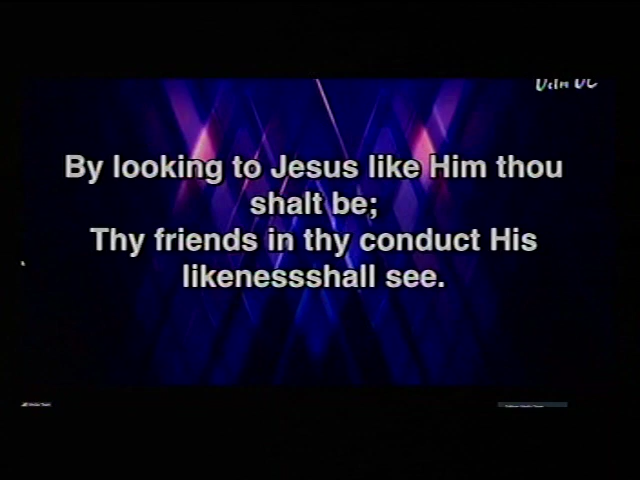 By looking to Jesus like Him thou
shalt be;
Thy friends in thy conduct His
likenessshall see.